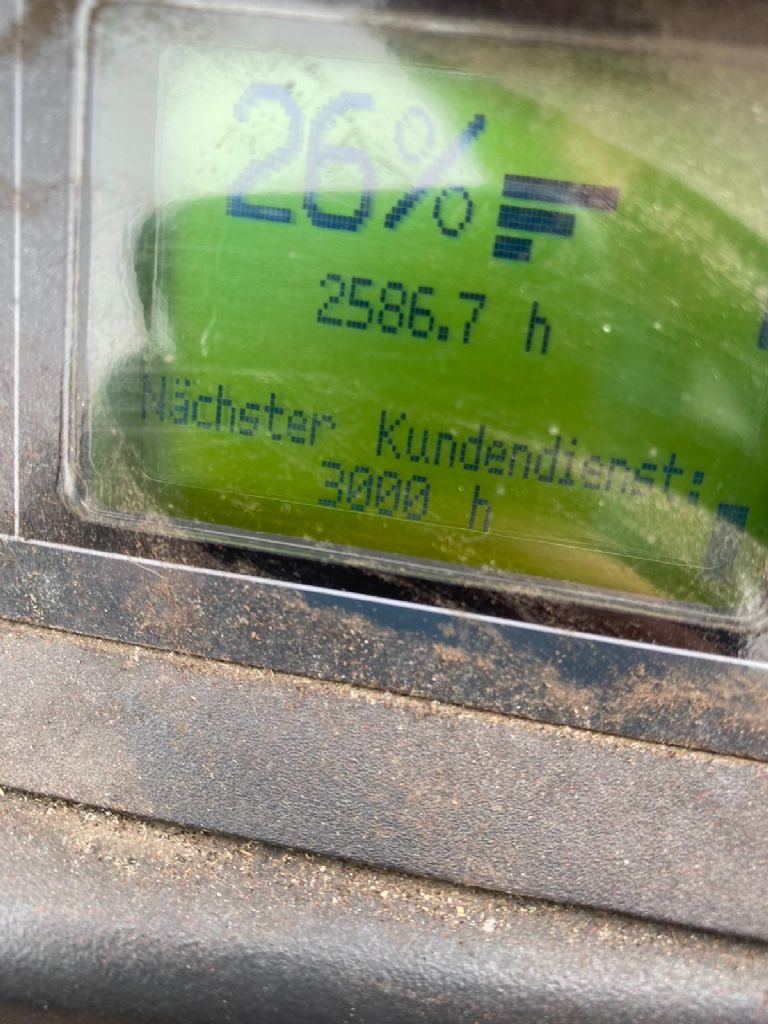 26%
2586.7 h
Nächster Kundendienst:
3000 h